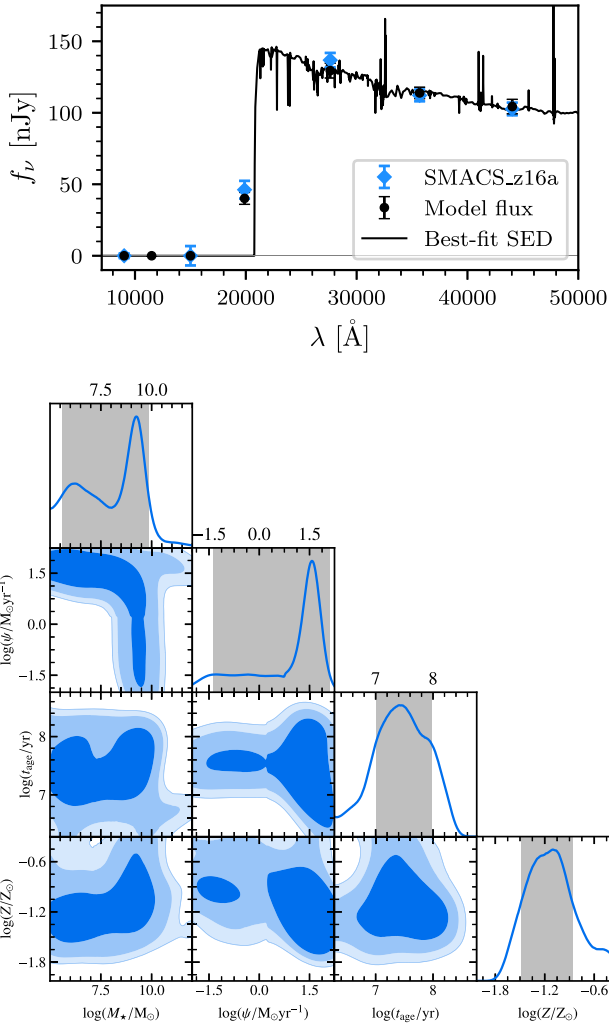 150
100
50
0
f_ν [nJy]
SMACS_z16a
Model flux
Best-fit SED
10000 20000 30000 40000 50000
λ [Å]
7.5 10.0
−1.5 0.0 1.5
log(ψ/M⊙yr⁻¹)
1.5
0.0
−1.5
7 8
log(t_age/yr)
8
7
log(Z/Z⊙)
−0.6
−1.2
−1.8
7.5 10.0 −1.5 0.0 1.5 7 8 −1.8 −1.2 −0.6
log(M⋆/M⊙) log(ψ/M⊙yr⁻¹) log(t_age/yr) log(Z/Z⊙)